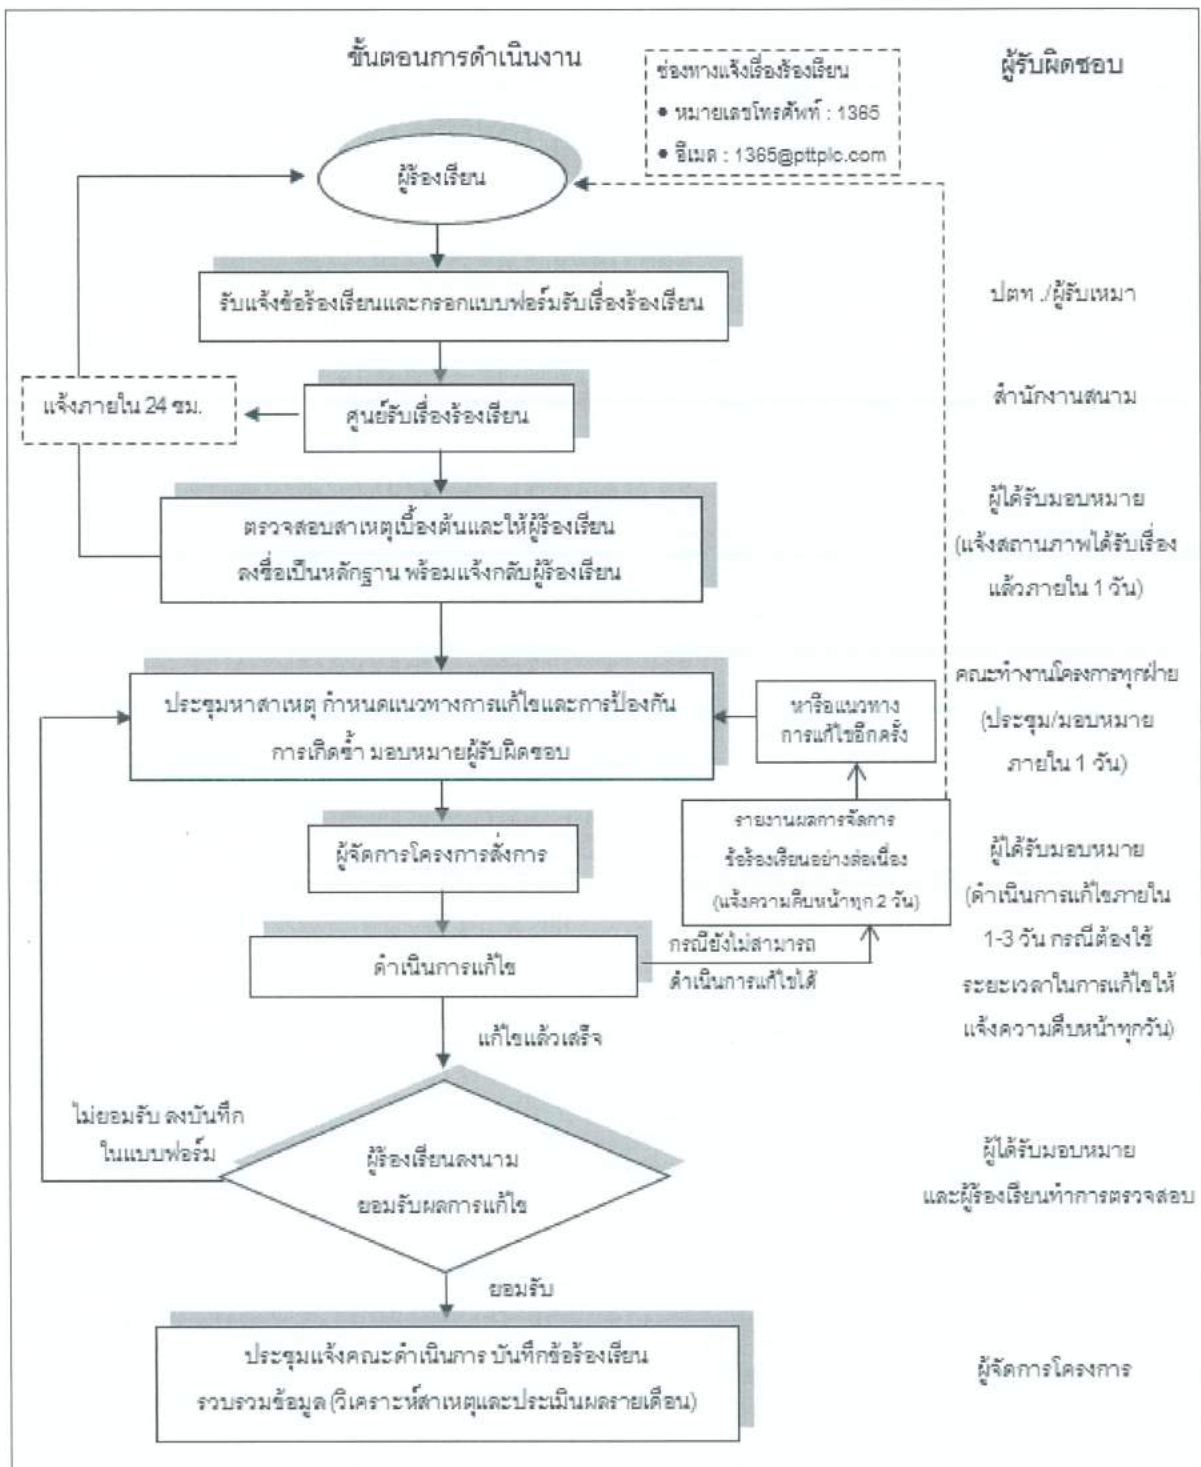 ขั้นตอนการดำเนินงาน
ผู้รับผิดชอบ
ช่องทางแจ้งเรื่องร้องเรียน
• หมายเลขโทรศัพท์ : 1365
• อีเมล : 1365@pttplc.com
ผู้ร้องเรียน
รับแจ้งข้อร้องเรียนและกรอกแบบฟอร์มรับเรื่องร้องเรียน
ปตท ./ผู้รับเหมา
แจ้งภายใน 24 ชม.
ศูนย์รับเรื่องร้องเรียน
สำนักงานสนาม
ตรวจสอบสาเหตุเบื้องต้นและให้ผู้ร้องเรียน
ลงชื่อเป็นหลักฐาน พร้อมแจ้งกลับผู้ร้องเรียน
ผู้ได้รับมอบหมาย
(แจ้งสถานภาพได้รับเรื่อง
แล้วภายใน 1 วัน)
ประชุมหาสาเหตุ กำหนดแนวทางการแก้ไขและการป้องกัน
การเกิดซ้ำ มอบหมายผู้รับผิดชอบ
หารือแนวทาง
การแก้ไขอีกครั้ง
คณะทำงานโครงการทุกฝ่าย
(ประชุม/มอบหมาย
ภายใน 1 วัน)
ผู้จัดการโครงการสั่งการ
รายงานผลการจัดการ
ข้อร้องเรียนอย่างต่อเนื่อง
(แจ้งความคืบหน้าทุก 2 วัน)
ดำเนินการแก้ไข
กรณียังไม่สามารถ
ดำเนินการแก้ไขได้
ผู้ได้รับมอบหมาย
(ดำเนินการแก้ไขภายใน
1-3 วัน กรณีต้องใช้
ระยะเวลาในการแก้ไขให้
แจ้งความคืบหน้าทุกวัน)
แก้ไขแล้วเสร็จ
ไม่ยอมรับ ลงบันทึก
ในแบบฟอร์ม
ผู้ร้องเรียนลงนาม
ยอมรับผลการแก้ไข
ผู้ได้รับมอบหมาย
และผู้ร้องเรียนทำการตรวจสอบ
ยอมรับ
ประชุมแจ้งคณะดำเนินการ บันทึกข้อร้องเรียน
รวบรวมข้อมูล (วิเคราะห์สาเหตุและประเมินผลรายเดือน)
ผู้จัดการโครงการ